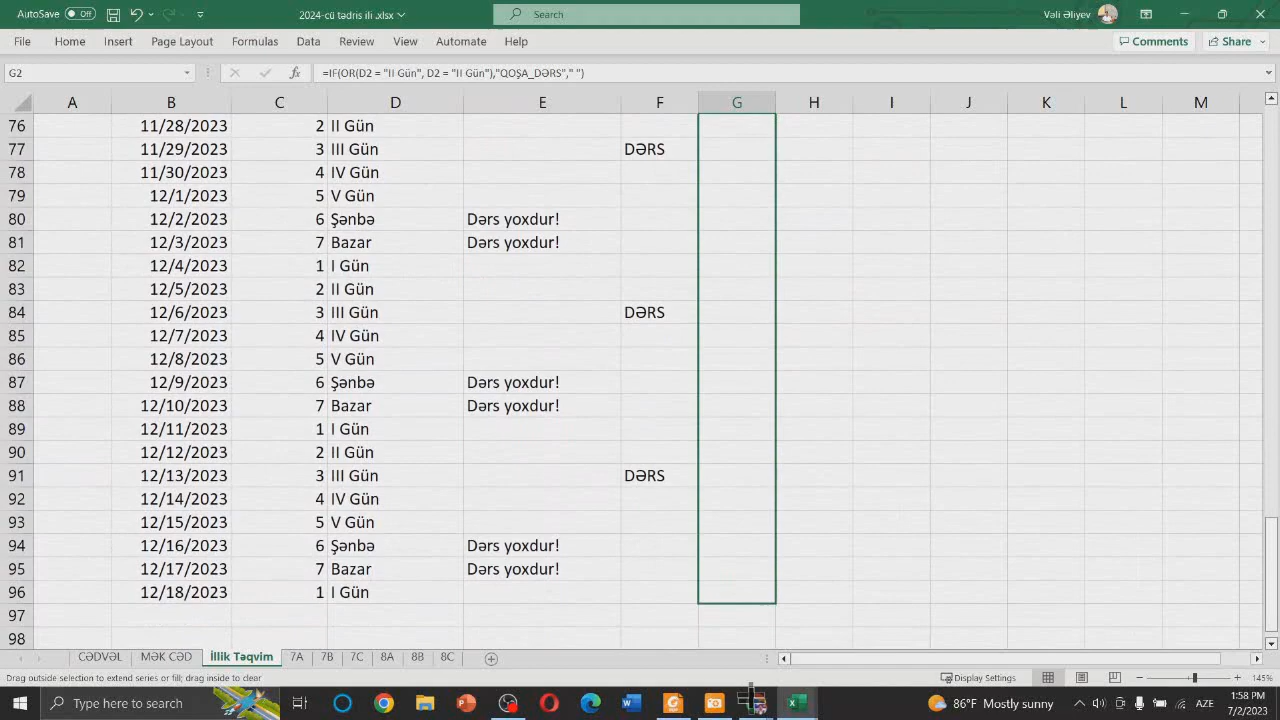 AutoSave Off 2024-cü tədris ili.xlsx Search Vəli Əliyev
File Home Insert Page Layout Formulas Data Review View Automate Help Comments Share
G2 fx =IF(OR(D2 = "II Gün", D2 = "II Gün"),"QOŞA_DƏRS"," ")
A B C D E F G H I J K L M
76 11/28/2023 2 II Gün
77 11/29/2023 3 III Gün DƏRS
78 11/30/2023 4 IV Gün
79 12/1/2023 5 V Gün
80 12/2/2023 6 Şənbə Dərs yoxdur!
81 12/3/2023 7 Bazar Dərs yoxdur!
82 12/4/2023 1 I Gün
83 12/5/2023 2 II Gün
84 12/6/2023 3 III Gün DƏRS
85 12/7/2023 4 IV Gün
86 12/8/2023 5 V Gün
87 12/9/2023 6 Şənbə Dərs yoxdur!
88 12/10/2023 7 Bazar Dərs yoxdur!
89 12/11/2023 1 I Gün
90 12/12/2023 2 II Gün
91 12/13/2023 3 III Gün DƏRS
92 12/14/2023 4 IV Gün
93 12/15/2023 5 V Gün
94 12/16/2023 6 Şənbə Dərs yoxdur!
95 12/17/2023 7 Bazar Dərs yoxdur!
96 12/18/2023 1 I Gün
97
98
CƏDVƏL MƏK CƏD İllik Təqvim 7A 7B 7C 8A 8B 8C
Drag outside selection to extend series or fill; drag inside to clear Display Settings 145%
Type here to search 86°F Mostly sunny AZE 1:58 PM
7/2/2023